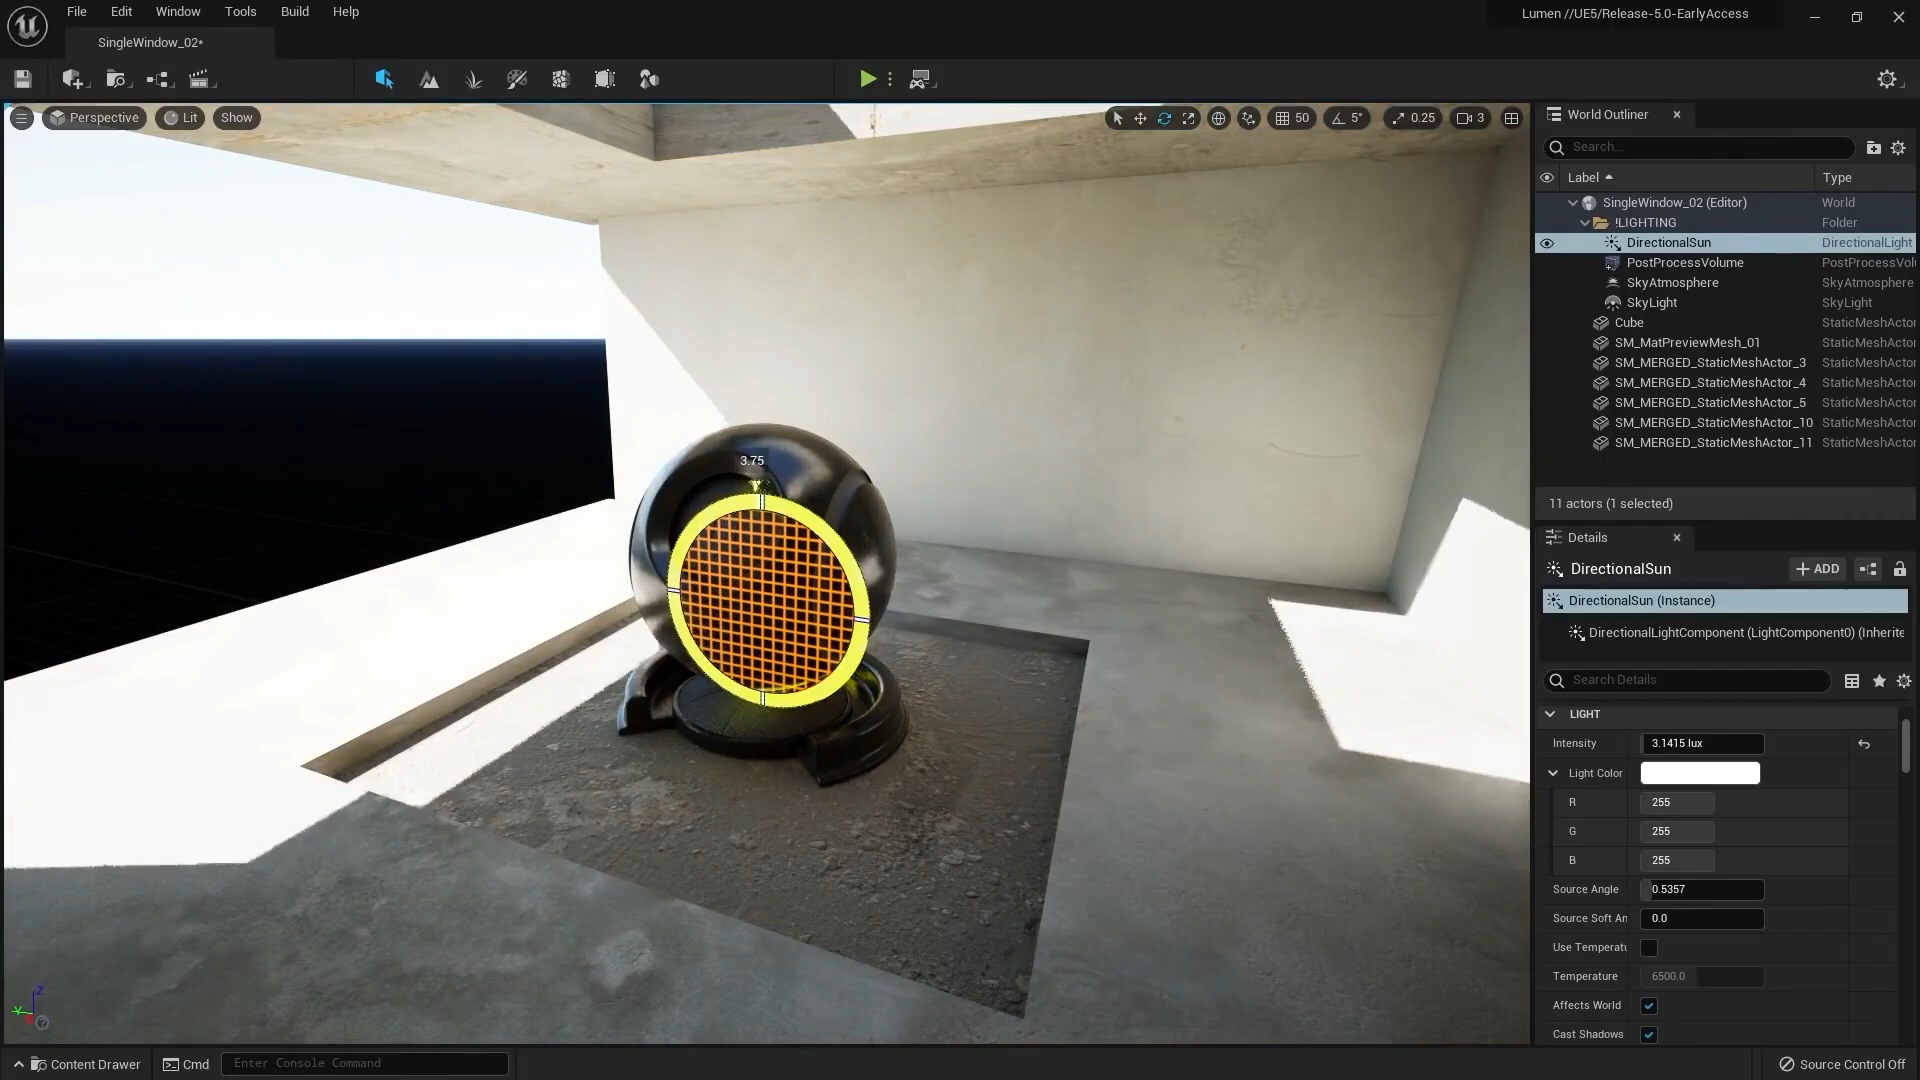 File Edit Window Tools Build Help
Lumen //UE5/Release-5.0-EarlyAccess
SingleWindow_02*
Perspective Lit Show
50 5° 0.25 3
3.75
World Outliner
Search...
Label Type
SingleWindow_02 (Editor) World
!LIGHTING Folder
DirectionalSun DirectionalLight
PostProcessVolume PostProcessVolu
SkyAtmosphere SkyAtmosphere
SkyLight SkyLight
Cube StaticMeshActor
SM_MatPreviewMesh_01 StaticMeshActor
SM_MERGED_StaticMeshActor_3 StaticMeshActor
SM_MERGED_StaticMeshActor_4 StaticMeshActor
SM_MERGED_StaticMeshActor_5 StaticMeshActor
SM_MERGED_StaticMeshActor_10 StaticMeshActor
SM_MERGED_StaticMeshActor_11 StaticMeshActor
11 actors (1 selected)
Details
DirectionalSun + ADD
DirectionalSun (Instance)
DirectionalLightComponent (LightComponent0) (Inherite
Search Details
LIGHT
Intensity 3.1415 lux
Light Color
R 255
G 255
B 255
Source Angle 0.5357
Source Soft An 0.0
Use Temperatu
Temperature 6500.0
Affects World
Cast Shadows
Z
Y
Content Drawer Cmd Enter Console Command
Source Control Off